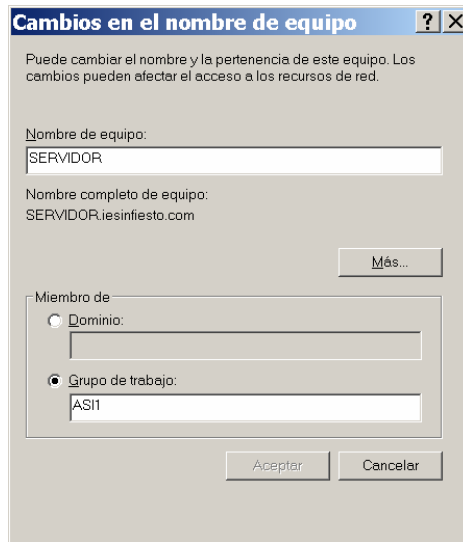 Cambios en el nombre de equipo
Puede cambiar el nombre y la pertenencia de este equipo. Los
cambios pueden afectar el acceso a los recursos de red.
Nombre de equipo:
SERVIDOR
Nombre completo de equipo:
SERVIDOR.iesinfiesto.com
Más...
Miembro de
Dominio:
Grupo de trabajo:
ASI1
Aceptar
Cancelar